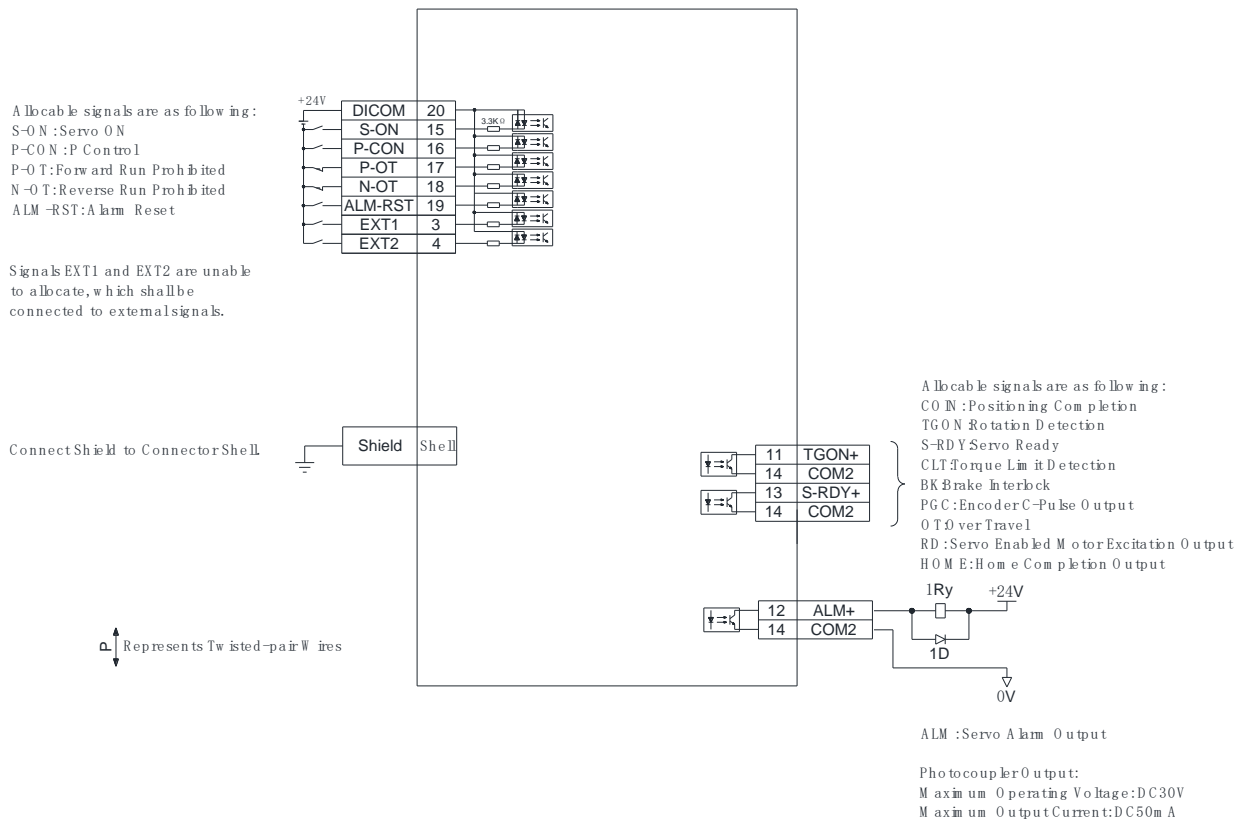 Allocable signals are as following:
S-ON:Servo ON
P-CON:P Control
P-OT:Forward Run Prohibited
N-OT:Reverse Run Prohibited
ALM-RST:Alarm Reset
Signals EXT1 and EXT2 are unable
to allocate,which shall be
connected to external signals.
+24V
DICOM 20
S-ON 15
P-CON 16
P-OT 17
N-OT 18
ALM-RST 19
EXT1 3
EXT2 4
3.3KΩ
Connect Shield to Connector Shell.
Shield Shell
P
Represents Twisted-pair Wires
11 TGON+
14 COM2
13 S-RDY+
14 COM2
Allocable signals are as following:
COIN:Positioning Completion
TGON:Rotation Detection
S-RDY:Servo Ready
CLT:Torque Limit Detection
BK:Brake Interlock
PGC:Encoder C-Pulse Output
OT:Over Travel
RD:Servo Enabled Motor Excitation Output
HOME:Home Completion Output
12 ALM+
14 COM2
1Ry
+24V
1D
0V
ALM:Servo Alarm Output
Photocoupler Output:
Maximum Operating Voltage:DC30V
Maximum Output Current:DC50mA